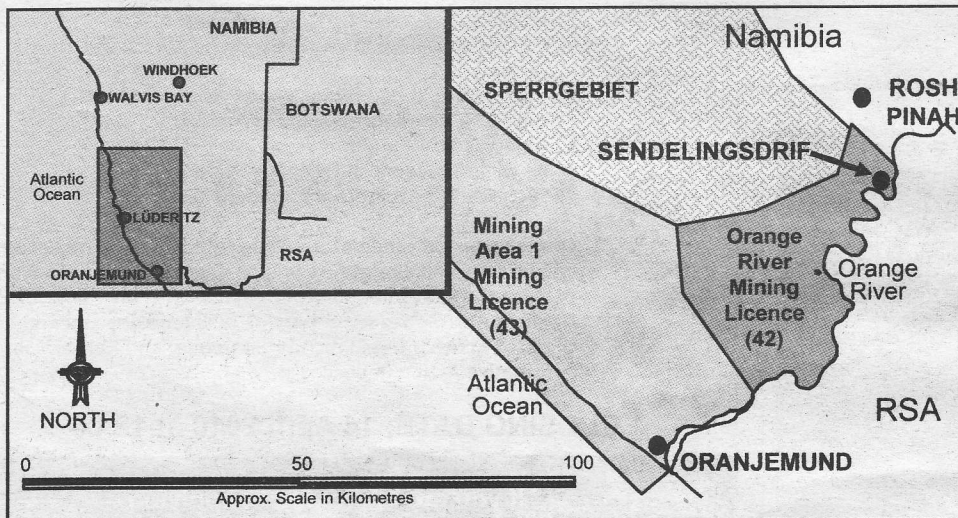 NAMIBIA
WINDHOEK
WALVIS BAY
BOTSWANA
Atlantic
Ocean
LÜDERITZ
RSA
ORANJEMUND
NORTH
0 50 100
Approx. Scale in Kilometres
Namibia
ROSH
PINAH
SPERRGEBIET
SENDELINGSDRIF
Mining
Area 1
Mining
Licence
(43)
Orange
River
Mining
Licence
(42)
Orange
River
Atlantic
Ocean
RSA
ORANJEMUND